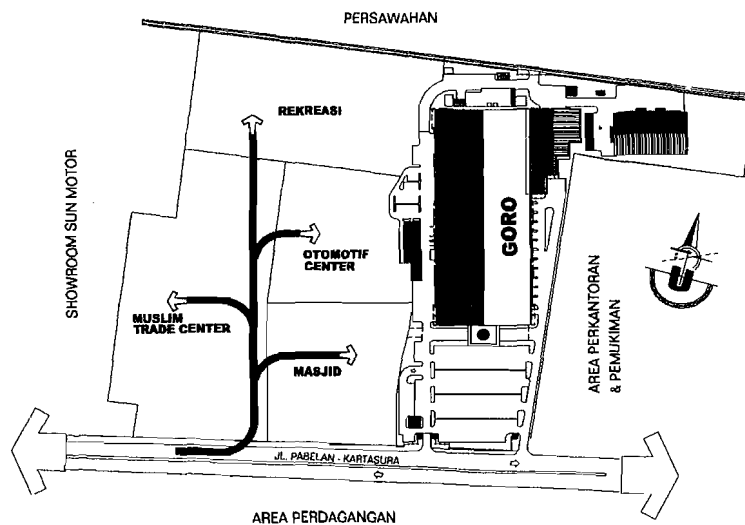 PERSAWAHAN
REKREASI
SHOWROOM SUN MOTOR
OTOMOTIF
CENTER
GORO
MUSLIM
TRADE CENTER
MASJID
AREA PERKANTORAN
& PEMUKIMAN
JL. PABELAN - KARTASURA
AREA PERDAGANGAN